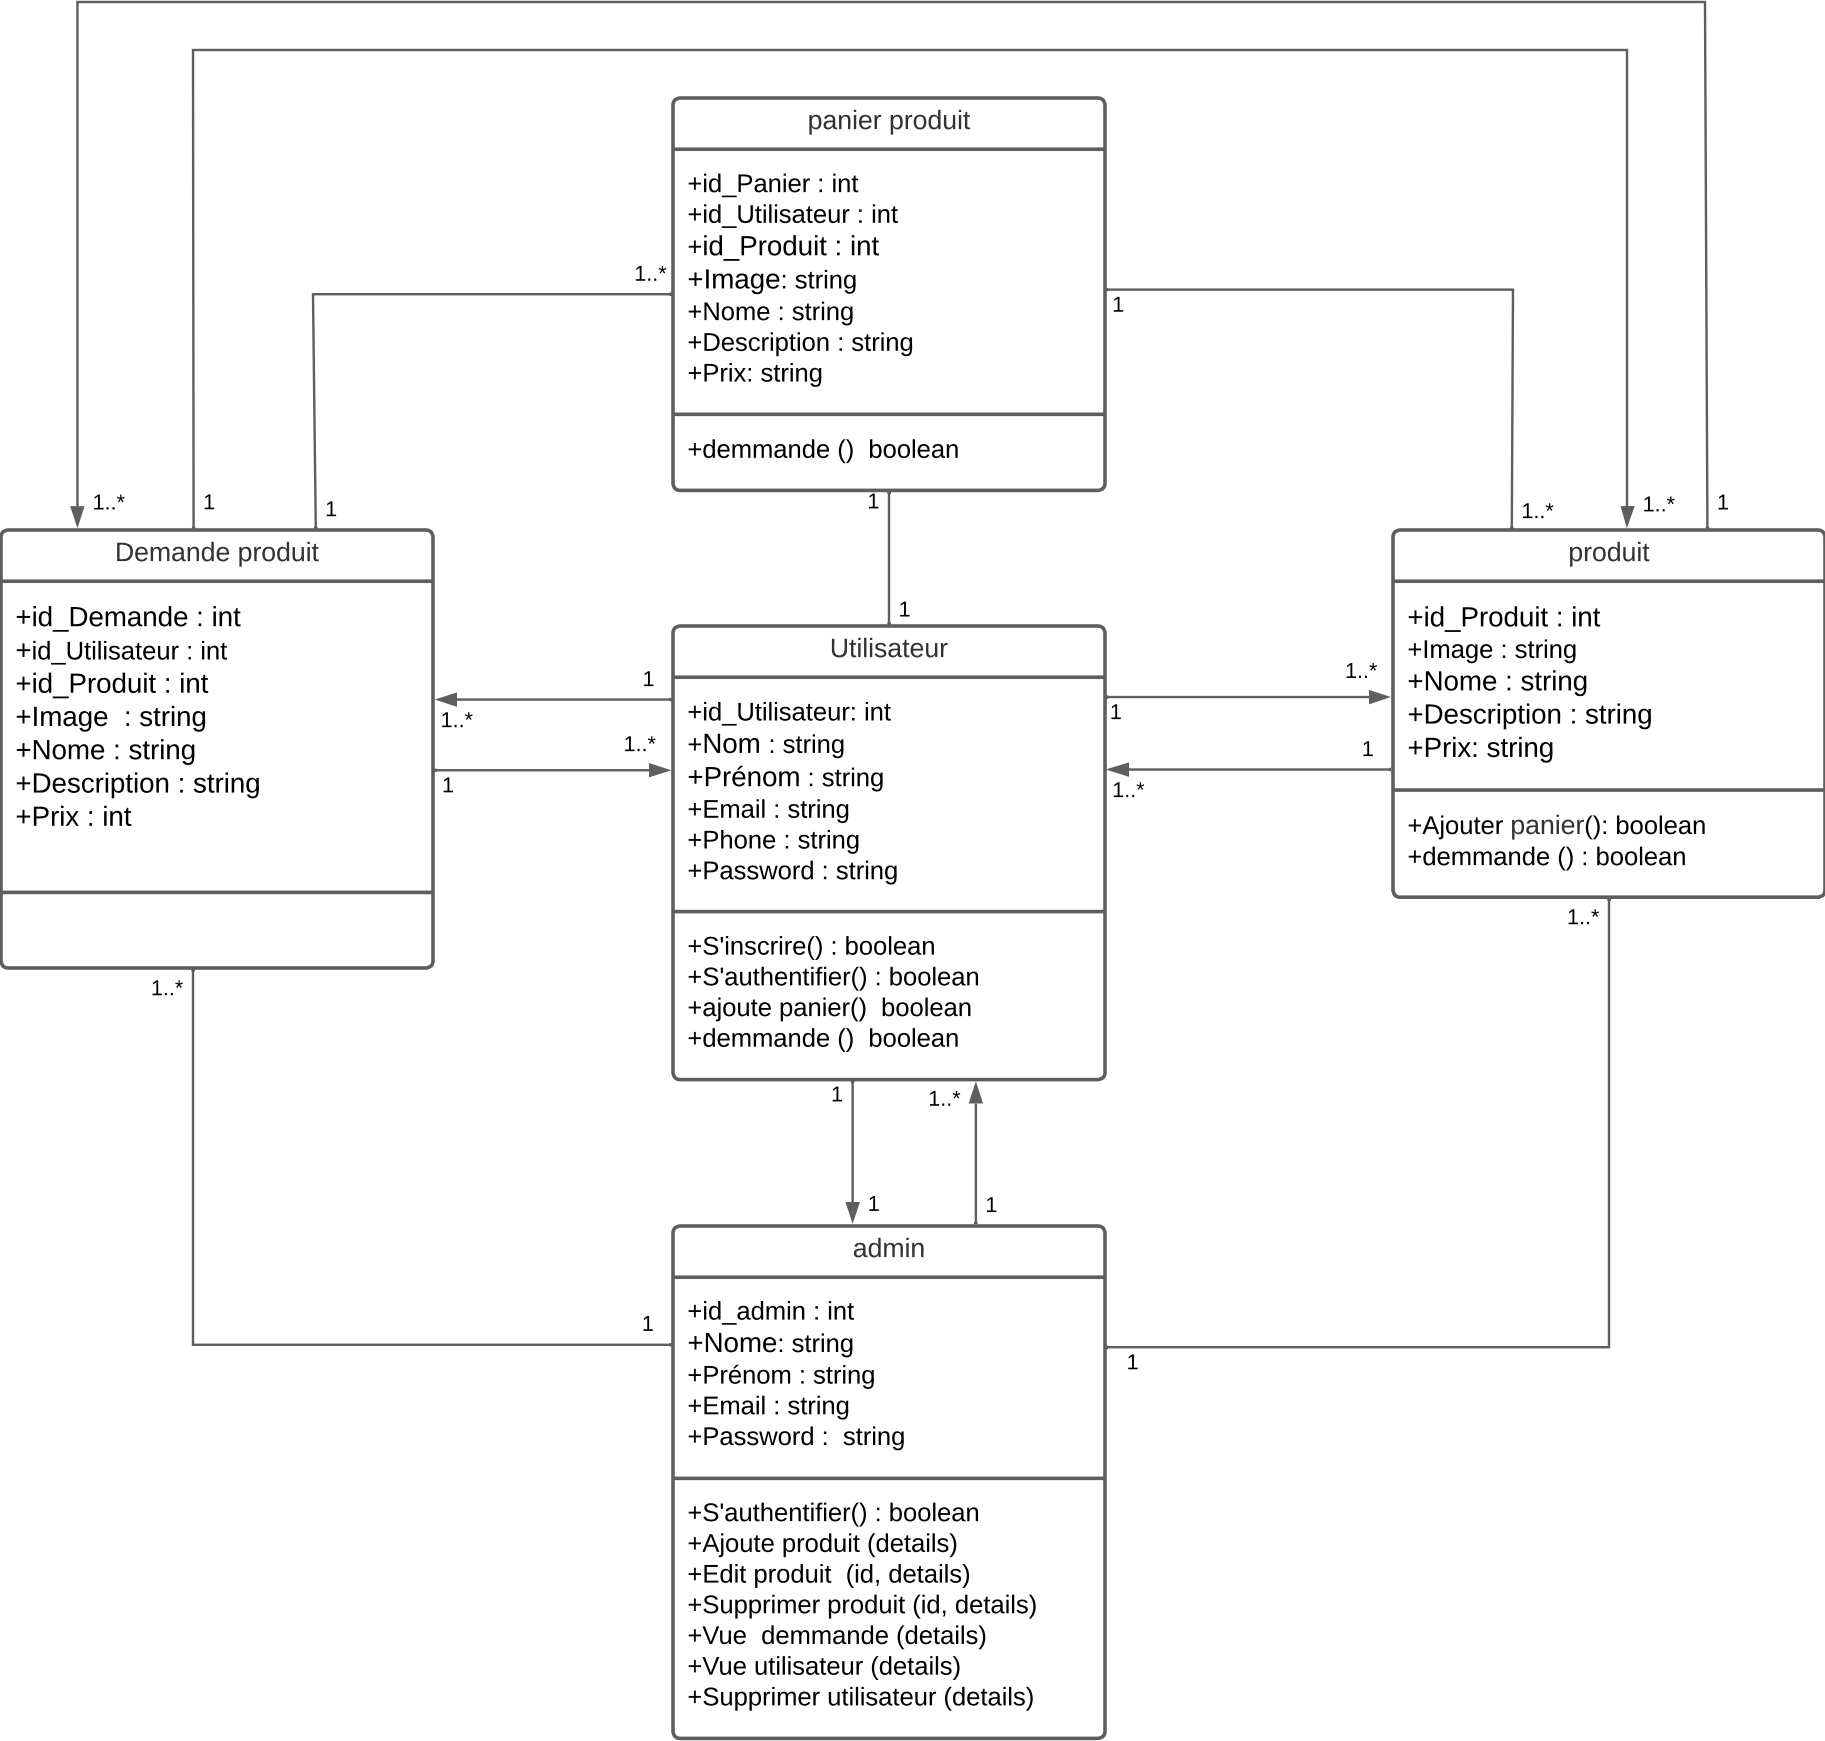 panier produit
+id_Panier : int
+id_Utilisateur : int
+id_Produit : int
+Image: string
+Nome : string
+Description : string
+Prix: string
+demmande ()  boolean
1..*
1
1
1..*
1
1
1..*
1..*
1
1
Demande produit
+id_Demande : int
+id_Utilisateur : int
+id_Produit : int
+Image  : string
+Nome : string
+Description : string
+Prix : int
1..*
1
1..*
1..*
1
Utilisateur
+id_Utilisateur: int
+Nom : string
+Prénom : string
+Email : string
+Phone : string
+Password : string
+S'inscrire() : boolean
+S'authentifier() : boolean
+ajoute panier()  boolean
+demmande ()  boolean
1
1..*
1
1
1..*
produit
+id_Produit : int
+Image : string
+Nome : string
+Description : string
+Prix: string
+Ajouter panier(): boolean
+demmande () : boolean
1..*
1
1..*
1
1
1
1
admin
+id_admin : int
+Nome: string
+Prénom : string
+Email : string
+Password :  string
+S'authentifier() : boolean
+Ajoute produit (details)
+Edit produit  (id, details)
+Supprimer produit (id, details)
+Vue  demmande (details)
+Vue utilisateur (details)
+Supprimer utilisateur (details)